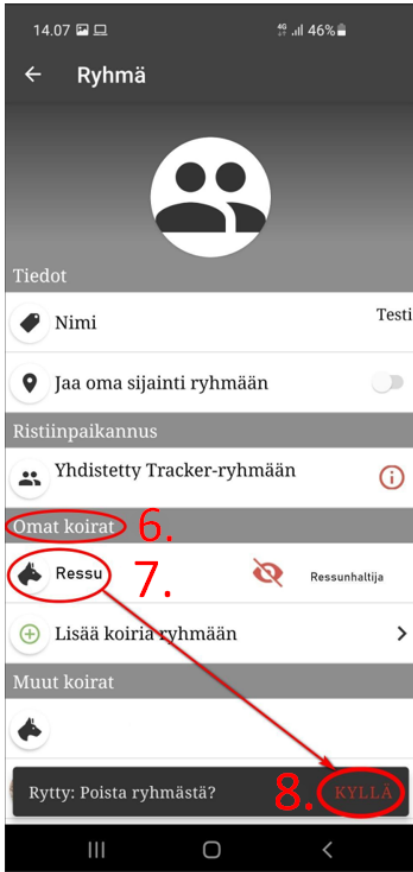 14.07 4G 46%
Ryhmä
Tiedot
Nimi Testi
Jaa oma sijainti ryhmään
Ristiinpaikannus
Yhdistetty Tracker-ryhmään
Omat koirat 6.
Ressu 7. Ressunhaltija
Lisää koiria ryhmään
Muut koirat
Rytty: Poista ryhmästä? 8. KYLLÄ